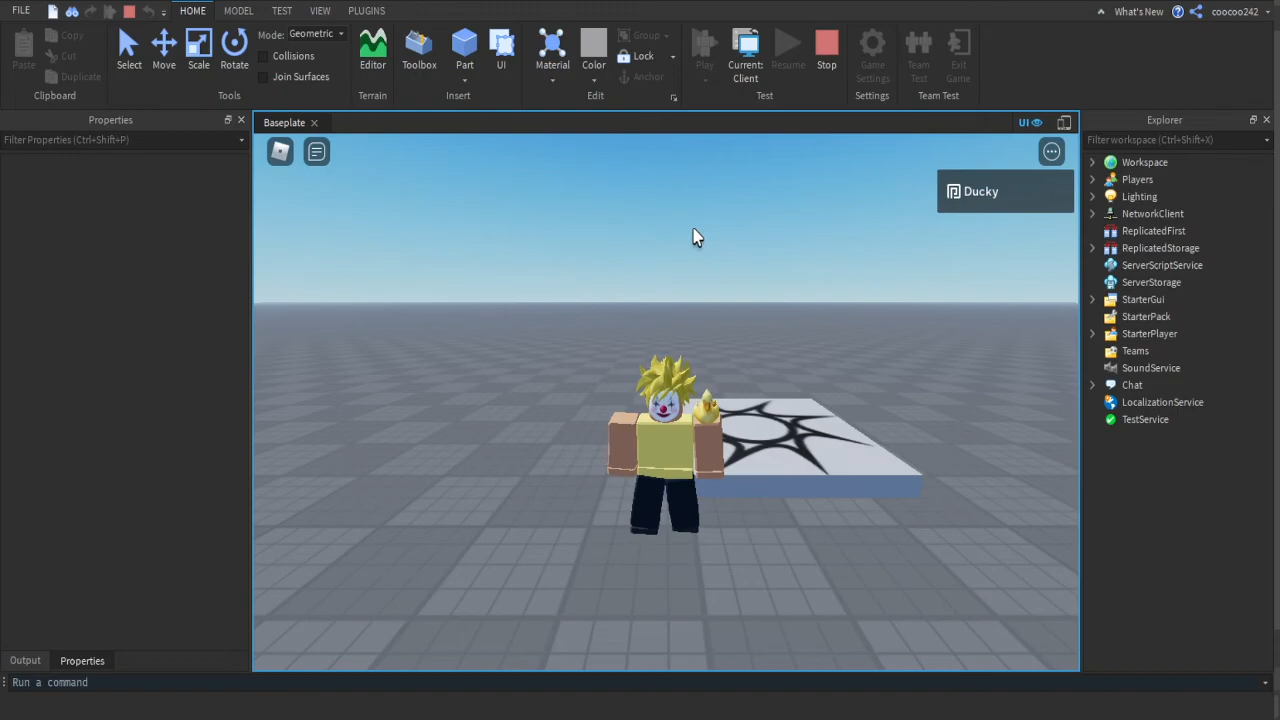 FILE HOME MODEL TEST VIEW PLUGINS What's New coocoo242
Paste Copy Cut Duplicate Clipboard
Select Move Scale Rotate Mode: Geometric Collisions Join Surfaces Tools
Editor Terrain
Toolbox Part UI Insert
Material Color Group Lock Anchor Edit
Play Current: Client Resume Stop Test
Game Settings Settings
Team Test Exit Game Team Test
Properties
Filter Properties (Ctrl+Shift+P)
Baseplate
UI
Ducky
Explorer
Filter workspace (Ctrl+Shift+X)
Workspace
Players
Lighting
NetworkClient
ReplicatedFirst
ReplicatedStorage
ServerScriptService
ServerStorage
StarterGui
StarterPack
StarterPlayer
Teams
SoundService
Chat
LocalizationService
TestService
Output Properties
Run a command